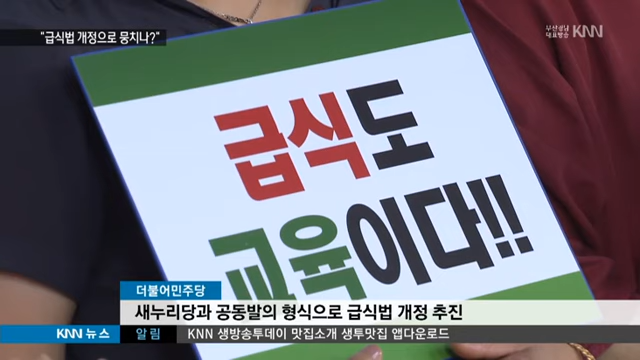 "급식법 개정으로 뭉치나?"
부산경남
대표방송 KNN
급식도
교육이다!!
더불어민주당
새누리당과 공동발의 형식으로 급식법 개정 추진
KNN 뉴스
알 림
KNN 생방송투데이 맛집소개 생투맛집 앱다운로드